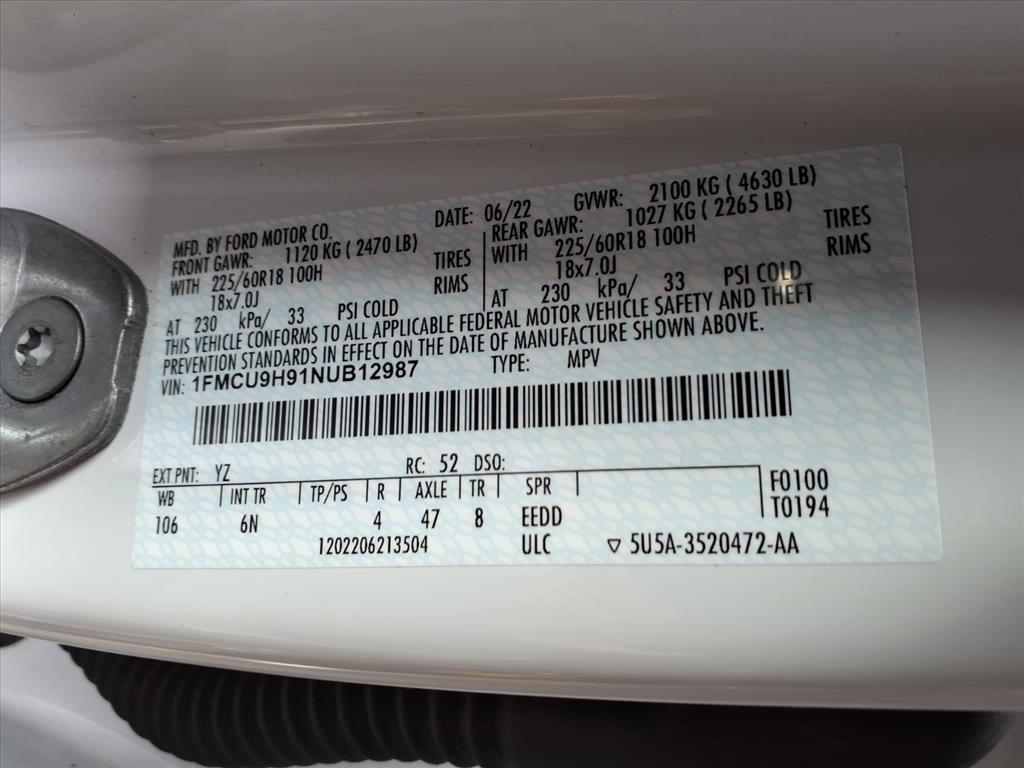 MFD. BY FORD MOTOR CO. DATE: 06/22 GVWR: 2100 KG ( 4630 LB)
FRONT GAWR: 1120 KG ( 2470 LB) REAR GAWR: 1027 KG ( 2265 LB)
WITH 225/60R18 100H TIRES WITH 225/60R18 100H TIRES
18x7.0J RIMS 18x7.0J RIMS
AT 230 kPa/ 33 PSI COLD AT 230 kPa/ 33 PSI COLD
THIS VEHICLE CONFORMS TO ALL APPLICABLE FEDERAL MOTOR VEHICLE SAFETY AND THEFT
PREVENTION STANDARDS IN EFFECT ON THE DATE OF MANUFACTURE SHOWN ABOVE.
VIN: 1FMCU9H91NUB12987 TYPE: MPV
EXT PNT: YZ RC: 52 DSO:
WB INT TR TP/PS R AXLE TR SPR F0100
106 6N 4 47 8 EEDD T0194
1202206213504 ULC ▽ 5U5A-3520472-AA